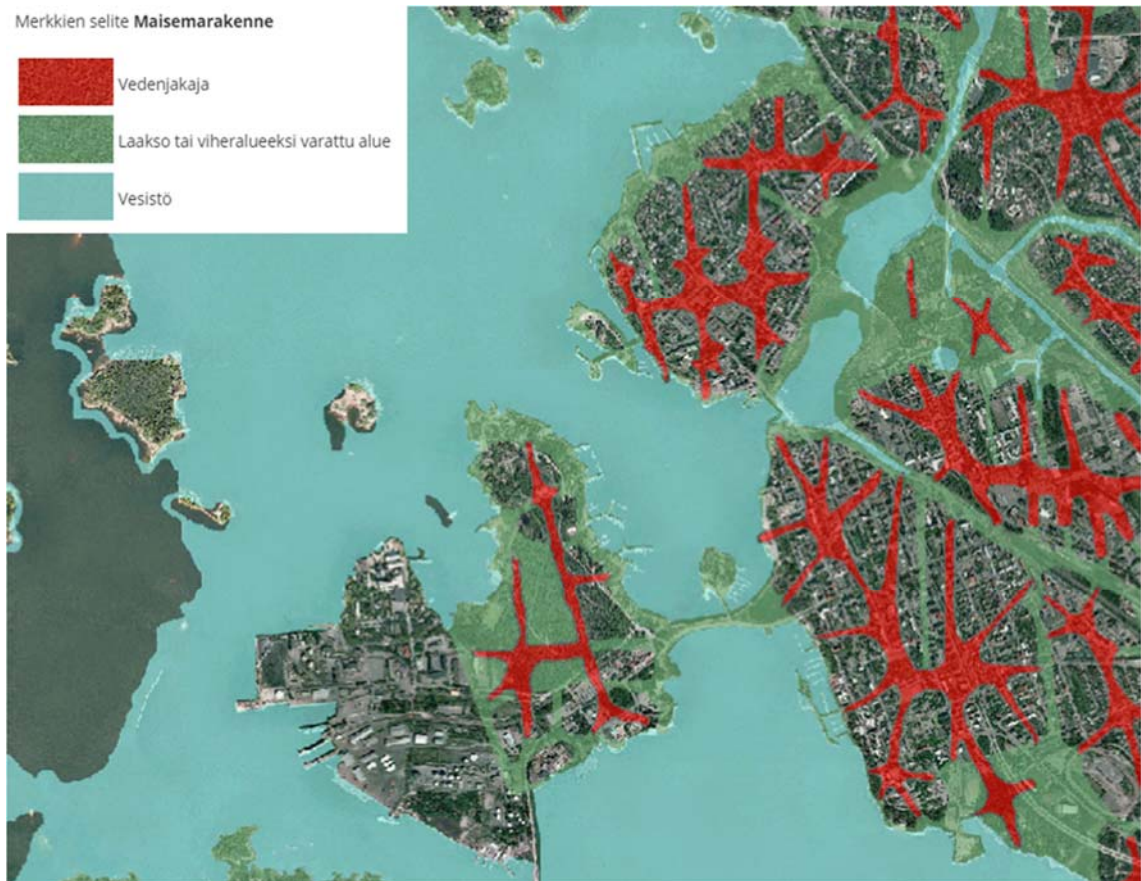 Merkkien selite Maisemarakenne
Vedenjakaja
Laakso tai viheralueeksi varattu alue
Vesistö